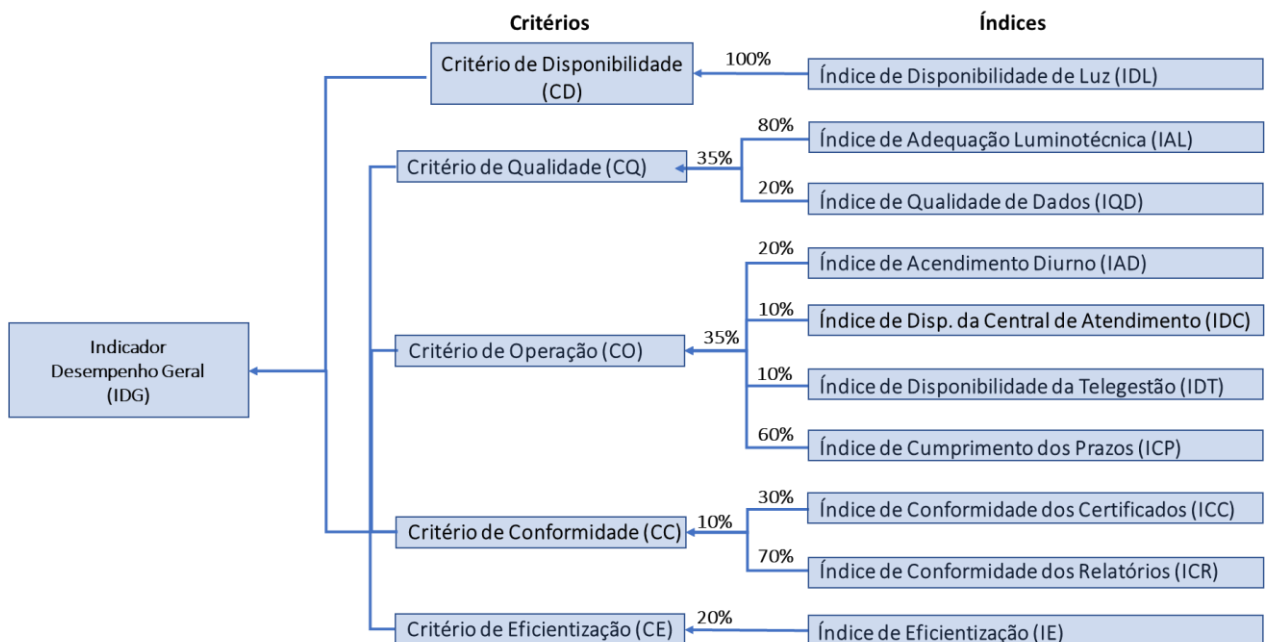 Critérios
Índices
Critério de Disponibilidade
(CD)
100%
Índice de Disponibilidade de Luz (IDL)
Critério de Qualidade (CQ)
35%
80%
Índice de Adequação Luminotécnica (IAL)
20%
Índice de Qualidade de Dados (IQD)
Indicador
Desempenho Geral
(IDG)
Critério de Operação (CO)
35%
20%
Índice de Acendimento Diurno (IAD)
10%
Índice de Disp. da Central de Atendimento (IDC)
10%
Índice de Disponibilidade da Telegestão (IDT)
60%
Índice de Cumprimento dos Prazos (ICP)
Critério de Conformidade (CC)
10%
30%
Índice de Conformidade dos Certificados (ICC)
70%
Índice de Conformidade dos Relatórios (ICR)
Critério de Eficientização (CE)
20%
Índice de Eficientização (IE)